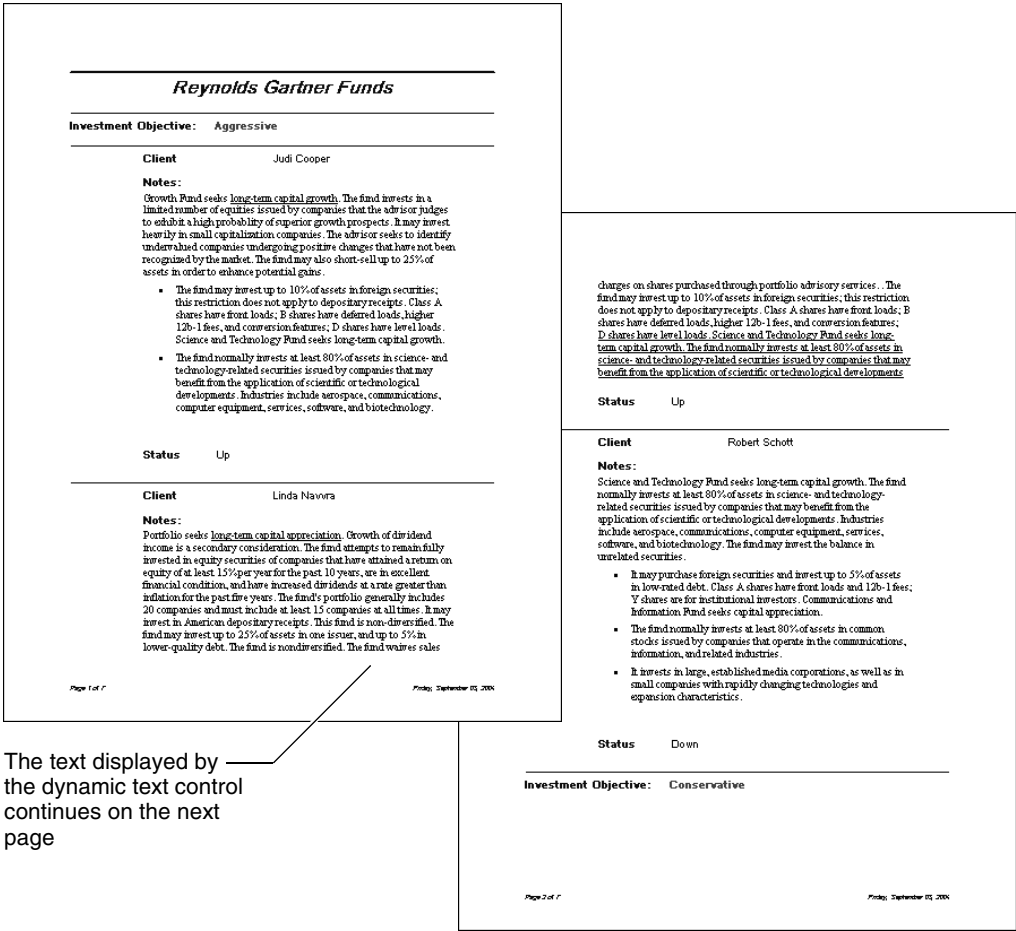 Reynolds Gartner Funds
Investment Objective: Aggressive
Client Judi Cooper
Notes:
Growth Fund seeks long-term capital growth. The fund invests in a
limited number of equities issued by companies that the advisor judges
to exhibit a high probablity of superior growth prospects. It may invest
heavily in small capitalization companies. The advisor seeks to identify
undervalued companies undergoing positive changes that have not been
recognized by the market. The fund may also short-sell up to 25% of
assets in order to enhance potential gains.
• The fund may invest up to 10% of assets in foreign securities;
this restriction does not apply to depositary receipts. Class A
shares have front loads; B shares have deferred loads, higher
12b-1 fees, and conversion features; D shares have level loads.
Science and Technology Fund seeks long-term capital growth.
• The fund normally invests at least 80% of assets in science- and
technology-related securities issued by companies that may
benefit from the application of scientific or technological
developments. Industries include aerospace, communications,
computer equipment, services, software, and biotechnology.
Status Up
Client Linda Navvra
Notes:
Portfolio seeks long-term capital appreciation. Growth of dividend
income is a secondary consideration. The fund attempts to remain fully
invested in equity securities of companies that have attained a return on
equity of at least 15% per year for the past 10 years, are in excellent
financial condition, and have increased dividends at a rate greater than
inflation for the past five years. The fund's portfolio generally includes
20 companies and must include at least 15 companies at all times. It may
invest in American depositary receipts. This fund is non-diversified. The
fund may invest up to 25% of assets in one issuer, and up to 5% in
lower-quality debt. The fund is nondiversified. The fund waives sales
Page 1 of 7 Friday, September 03, 2004
The text displayed by
the dynamic text control
continues on the next
page
charges on shares purchased through portfolio advisory services. . The
fund may invest up to 10% of assets in foreign securities; this restriction
does not apply to depositary receipts. Class A shares have front loads; B
shares have deferred loads, higher 12b-1 fees, and conversion features;
D shares have level loads. Science and Technology Fund seeks long-
term capital growth. The fund normally invests at least 80% of assets in
science- and technology-related securities issued by companies that may
benefit from the application of scientific or technological developments
Status Up
Client Robert Schott
Notes:
Science and Technology Fund seeks long-term capital growth. The fund
normally invests at least 80% of assets in science- and technology-
related securities issued by companies that may benefit from the
application of scientific or technological developments. Industries
include aerospace, communications, computer equipment, services,
software, and biotechnology. The fund may invest the balance in
unrelated securities.
• It may purchase foreign securities and invest up to 5% of assets
in low-rated debt. Class A shares have front loads and 12b-1 fees;
Y shares are for institutional investors. Communications and
Information Fund seeks capital appreciation.
• The fund normally invests at least 80% of assets in common
stocks issued by companies that operate in the communications,
information, and related industries.
• It invests in large, established media corporations, as well as in
small companies with rapidly changing technologies and
expansion characteristics.
Status Down
Investment Objective: Conservative
Page 2 of 7 Friday, September 03, 2004